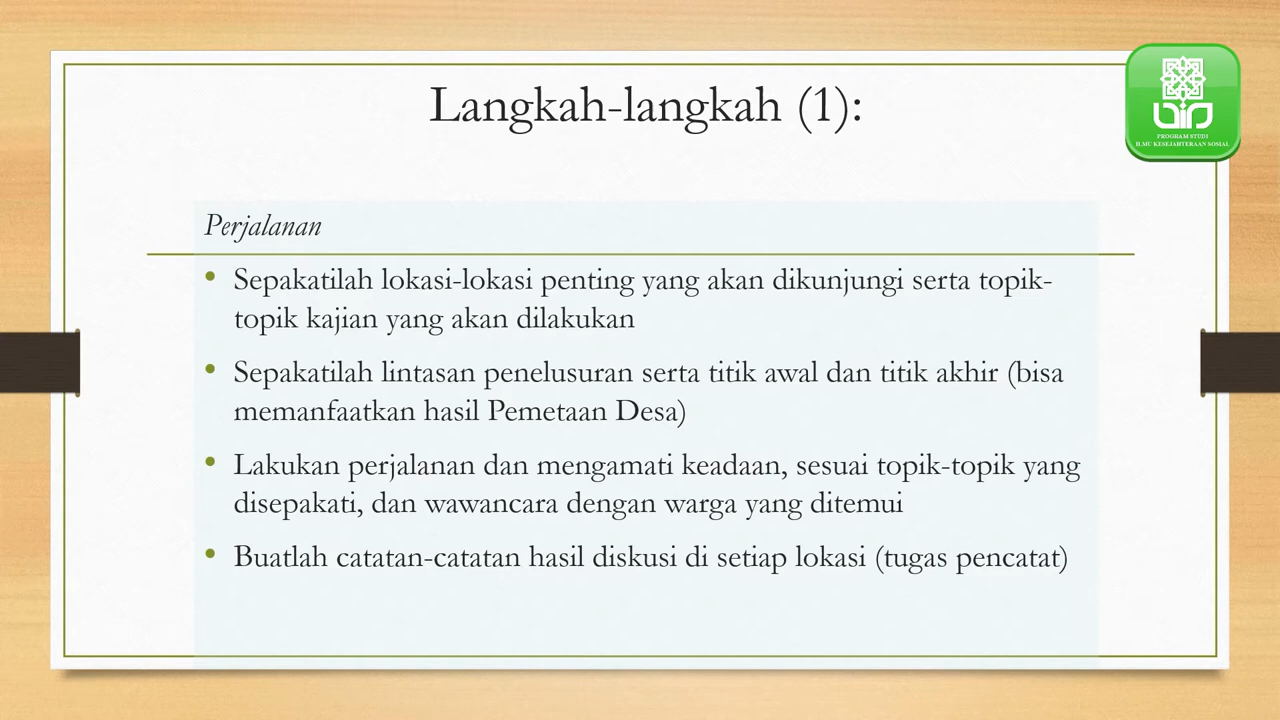 Langkah-langkah (1):
PROGRAM STUDI
ILMU KESEJAHTERAAN SOSIAL
Perjalanan
• Sepakatilah lokasi-lokasi penting yang akan dikunjungi serta topik-
topik kajian yang akan dilakukan
• Sepakatilah lintasan penelusuran serta titik awal dan titik akhir (bisa
memanfaatkan hasil Pemetaan Desa)
• Lakukan perjalanan dan mengamati keadaan, sesuai topik-topik yang
disepakati, dan wawancara dengan warga yang ditemui
• Buatlah catatan-catatan hasil diskusi di setiap lokasi (tugas pencatat)